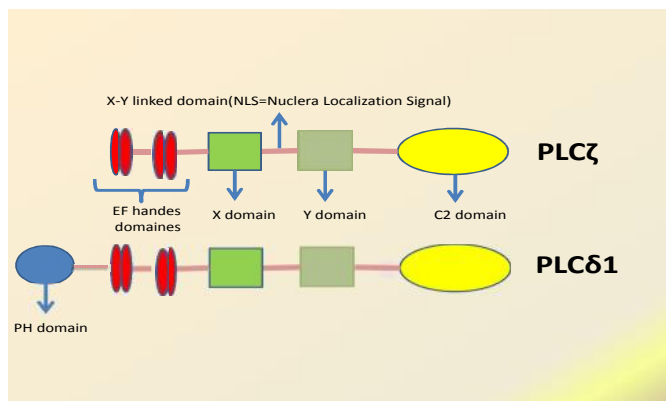 X-Y linked domain(NLS=Nuclera Localization Signal)
PLCζ
EF handes
domaines
X domain
Y domain
C2 domain
PLCδ1
PH domain